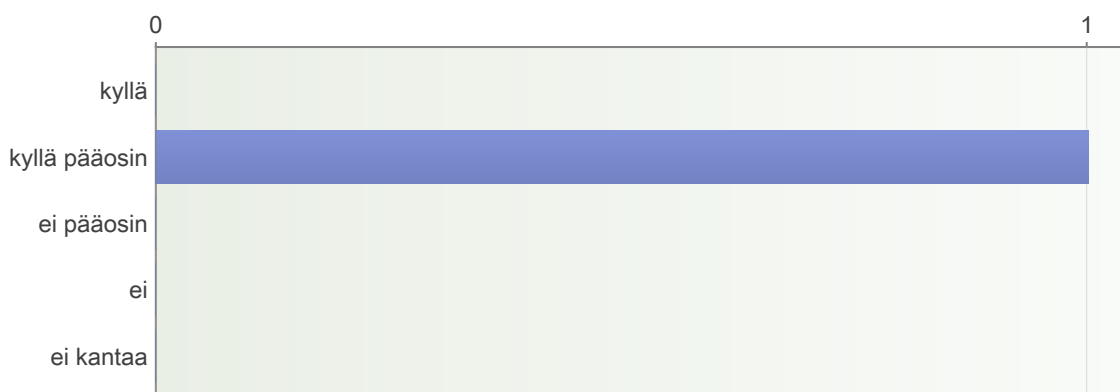 0 1
kyllä
kyllä pääosin
ei pääosin
ei
ei kantaa